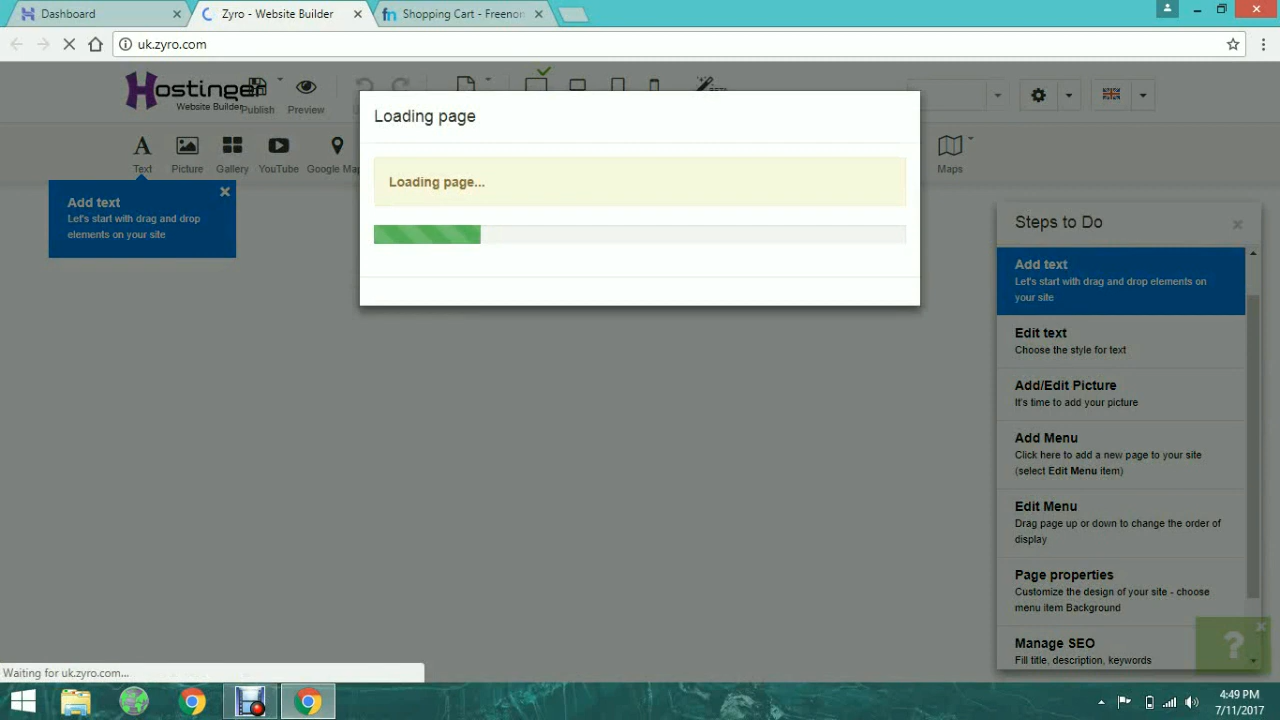 Dashboard
Zyro - Website Builder
Shopping Cart - Freenom
uk.zyro.com
Hostinger
Website Builder
Publish
Preview
Loading page
Loading page...
Text
Picture
Gallery
YouTube
Google Map
Maps
Add text
Let's start with drag and drop
elements on your site
Steps to Do
Add text
Let's start with drag and drop elements on
your site
Edit text
Choose the style for text
Add/Edit Picture
It's time to add your picture
Add Menu
Click here to add a new page to your site
(select Edit Menu item)
Edit Menu
Drag page up or down to change the order of
display
Page properties
Customize the design of your site - choose
menu item Background
Manage SEO
Fill title, description, keywords
?
Waiting for uk.zyro.com...
4:49 PM
7/11/2017